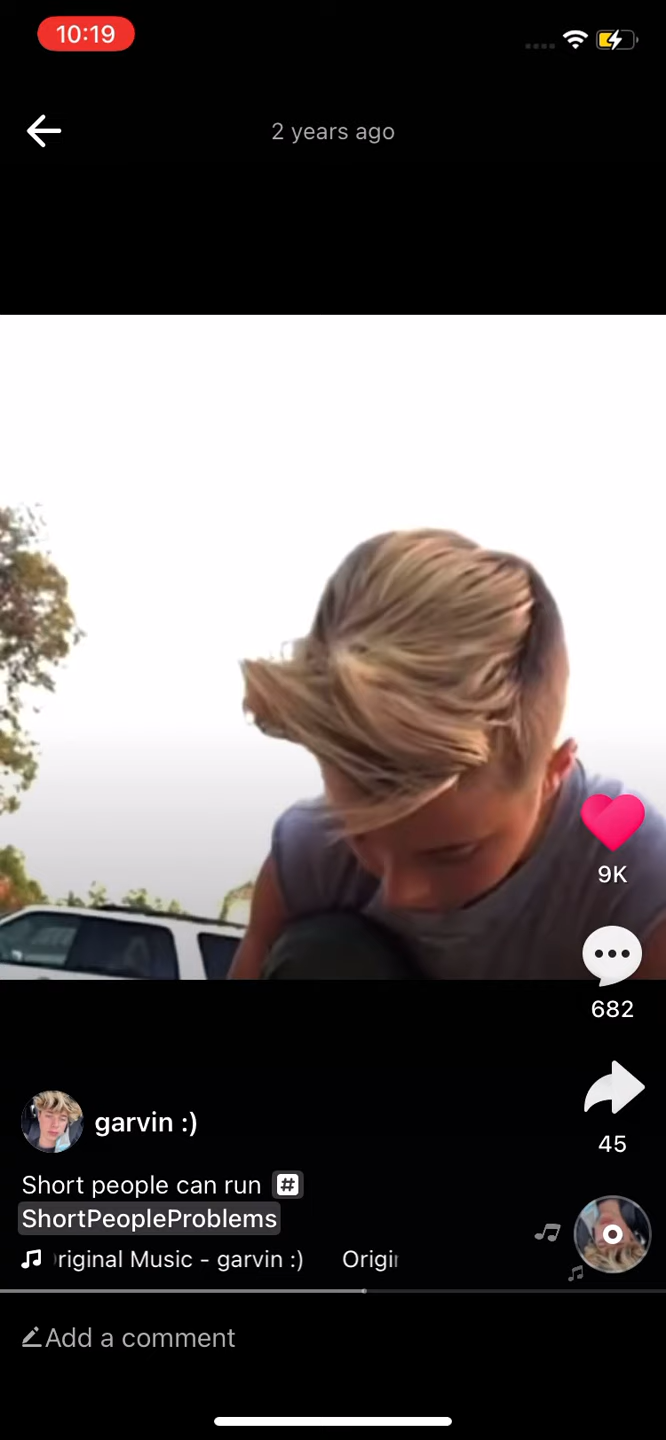 10:19
2 years ago
9K
682
45
garvin :)
Short people can run #
ShortPeopleProblems
riginal Music - garvin :) Origi
Add a comment